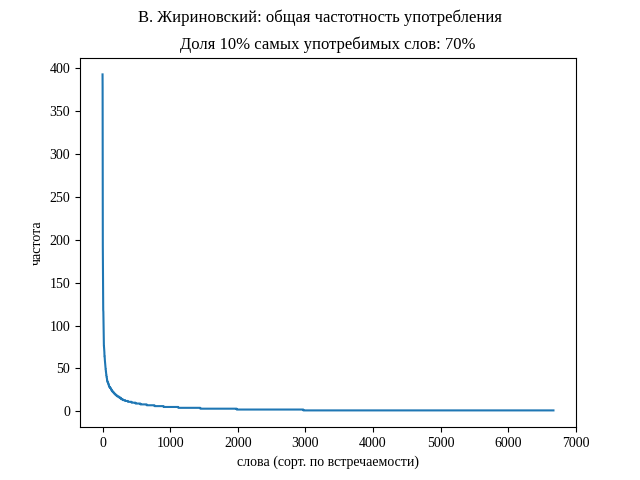 В. Жириновский: общая частотность употребления
Доля 10% самых употребимых слов: 70%
400
350
300
250
200
150
100
50
0
частота
0 1000 2000 3000 4000 5000 6000 7000
слова (сорт. по встречаемости)